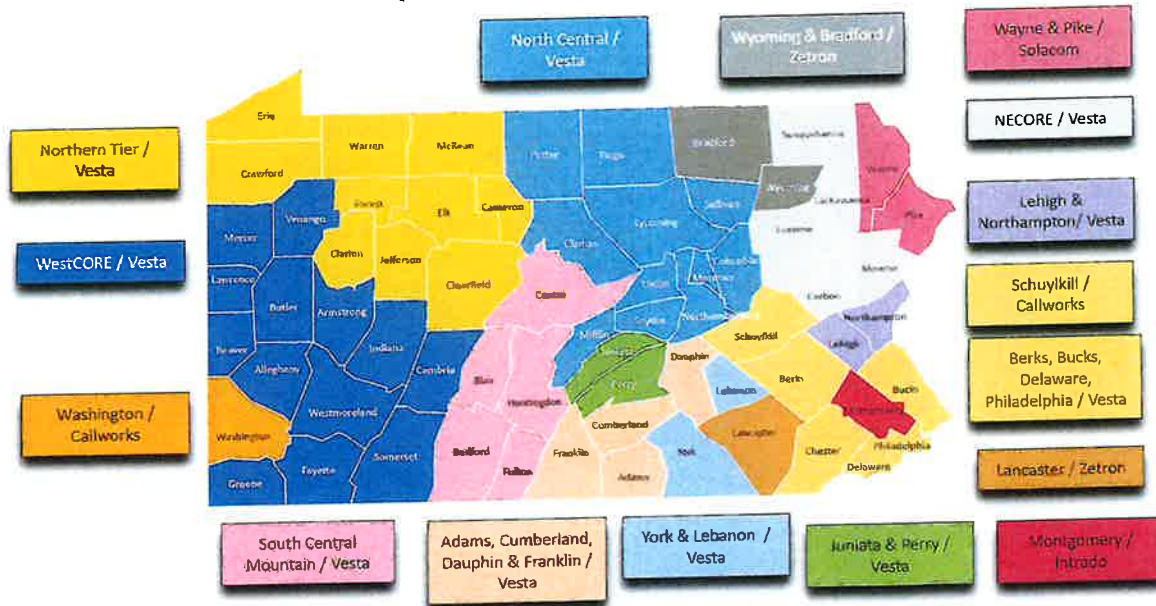 North Central /
Vesta
Wyoming & Bradford /
Zetron
Wayne & Pike /
Solacom
NECORE / Vesta
Northern Tier /
Vesta
Lehigh &
Northampton/ Vesta
WestCORE / Vesta
Schuylkill /
Callworks
Berks, Bucks,
Delaware,
Philadelphia / Vesta
Washington /
Callworks
Lancaster / Zetron
South Central
Mountain / Vesta
Adams, Cumberland,
Dauphin & Franklin /
Vesta
York & Lebanon /
Vesta
Juniata & Perry /
Vesta
Montgomery /
Intrado
Erie
Crawford
Warren
McKean
Potter
Tioga
Bradford
Susquehanna
Wayne
Wyoming
Lackawanna
Pike
Mercer
Venango
Forest
Elk
Cameron
Sullivan
Lycoming
Clinton
Luzerne
Monroe
Lawrence
Butler
Clarion
Jefferson
Clearfield
Centre
Union
Montour
Columbia
Carbon
Northampton
Beaver
Armstrong
Indiana
Mifflin
Snyder
Schuylkill
Lehigh
Allegheny
Cambria
Blair
Huntingdon
Perry
Dauphin
Lebanon
Berks
Bucks
Washington
Westmoreland
Somerset
Bedford
Fulton
Franklin
Cumberland
Adams
York
Lancaster
Chester
Delaware
Philadelphia
Greene
Fayette